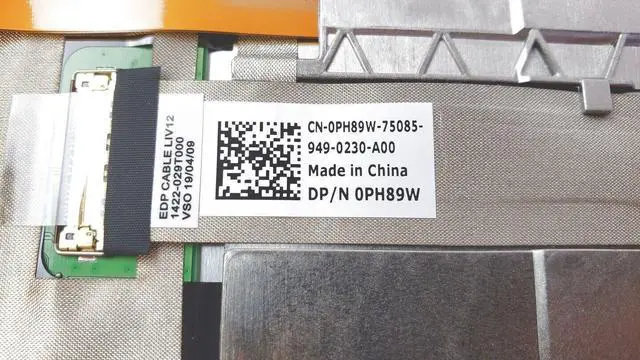 EDP CABLE LIV12
1422-029T000
VSO 19/04/09
CN-0PH89W-75085-
949-0230-A00
Made in China
DP/N 0PH89W